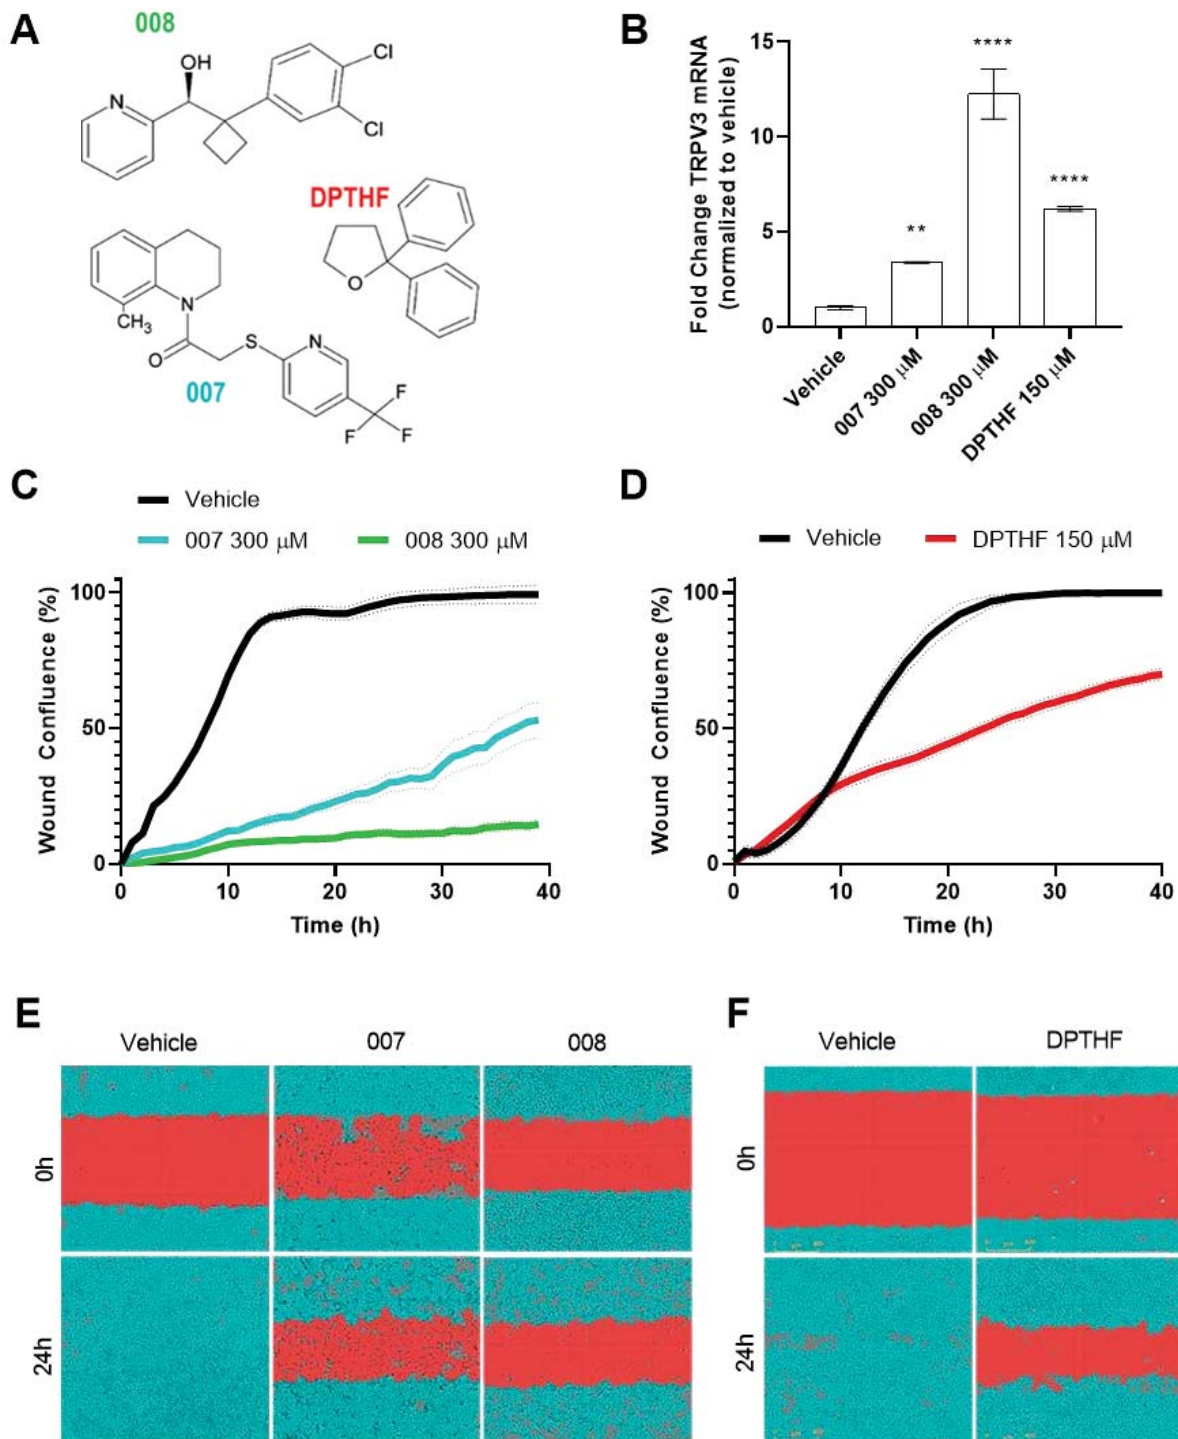 A
008
OH
N
Cl
Cl
DPTHF
O
N
CH3
O
S
N
007
F
F
F
B
Fold Change TRPV3 mRNA
(normalized to vehicle)
15
10
5
0
**
****
****
Vehicle
007 300 μM
008 300 μM
DPTHF 150 μM
C
Vehicle
007 300 μM
008 300 μM
Wound Confluence (%)
100
50
0
0 10 20 30 40
Time (h)
D
Vehicle
DPTHF 150 μM
Wound Confluence (%)
100
50
0
0 10 20 30 40
Time (h)
E
Vehicle 007 008
0h
24h
F
Vehicle DPTHF
0h
24h